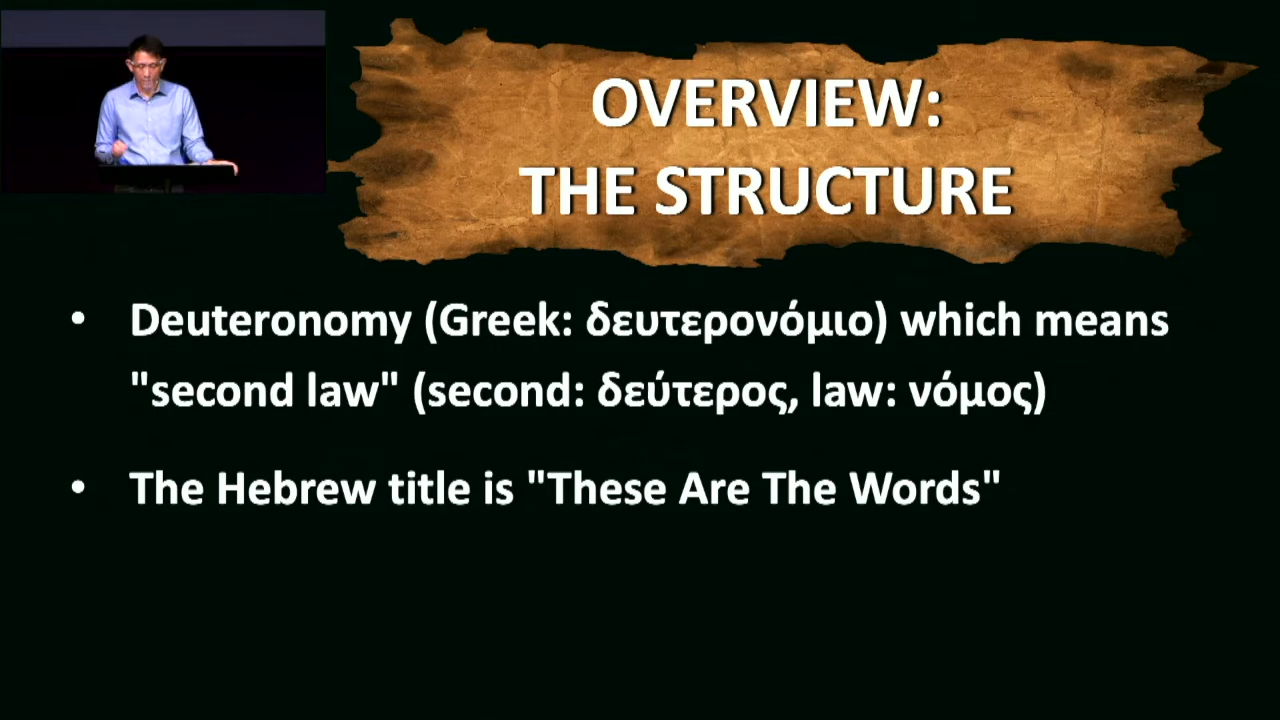 OVERVIEW:
THE STRUCTURE
• Deuteronomy (Greek: δευτερονόμιο) which means
"second law" (second: δεύτερος, law: νόμος)
• The Hebrew title is "These Are The Words"